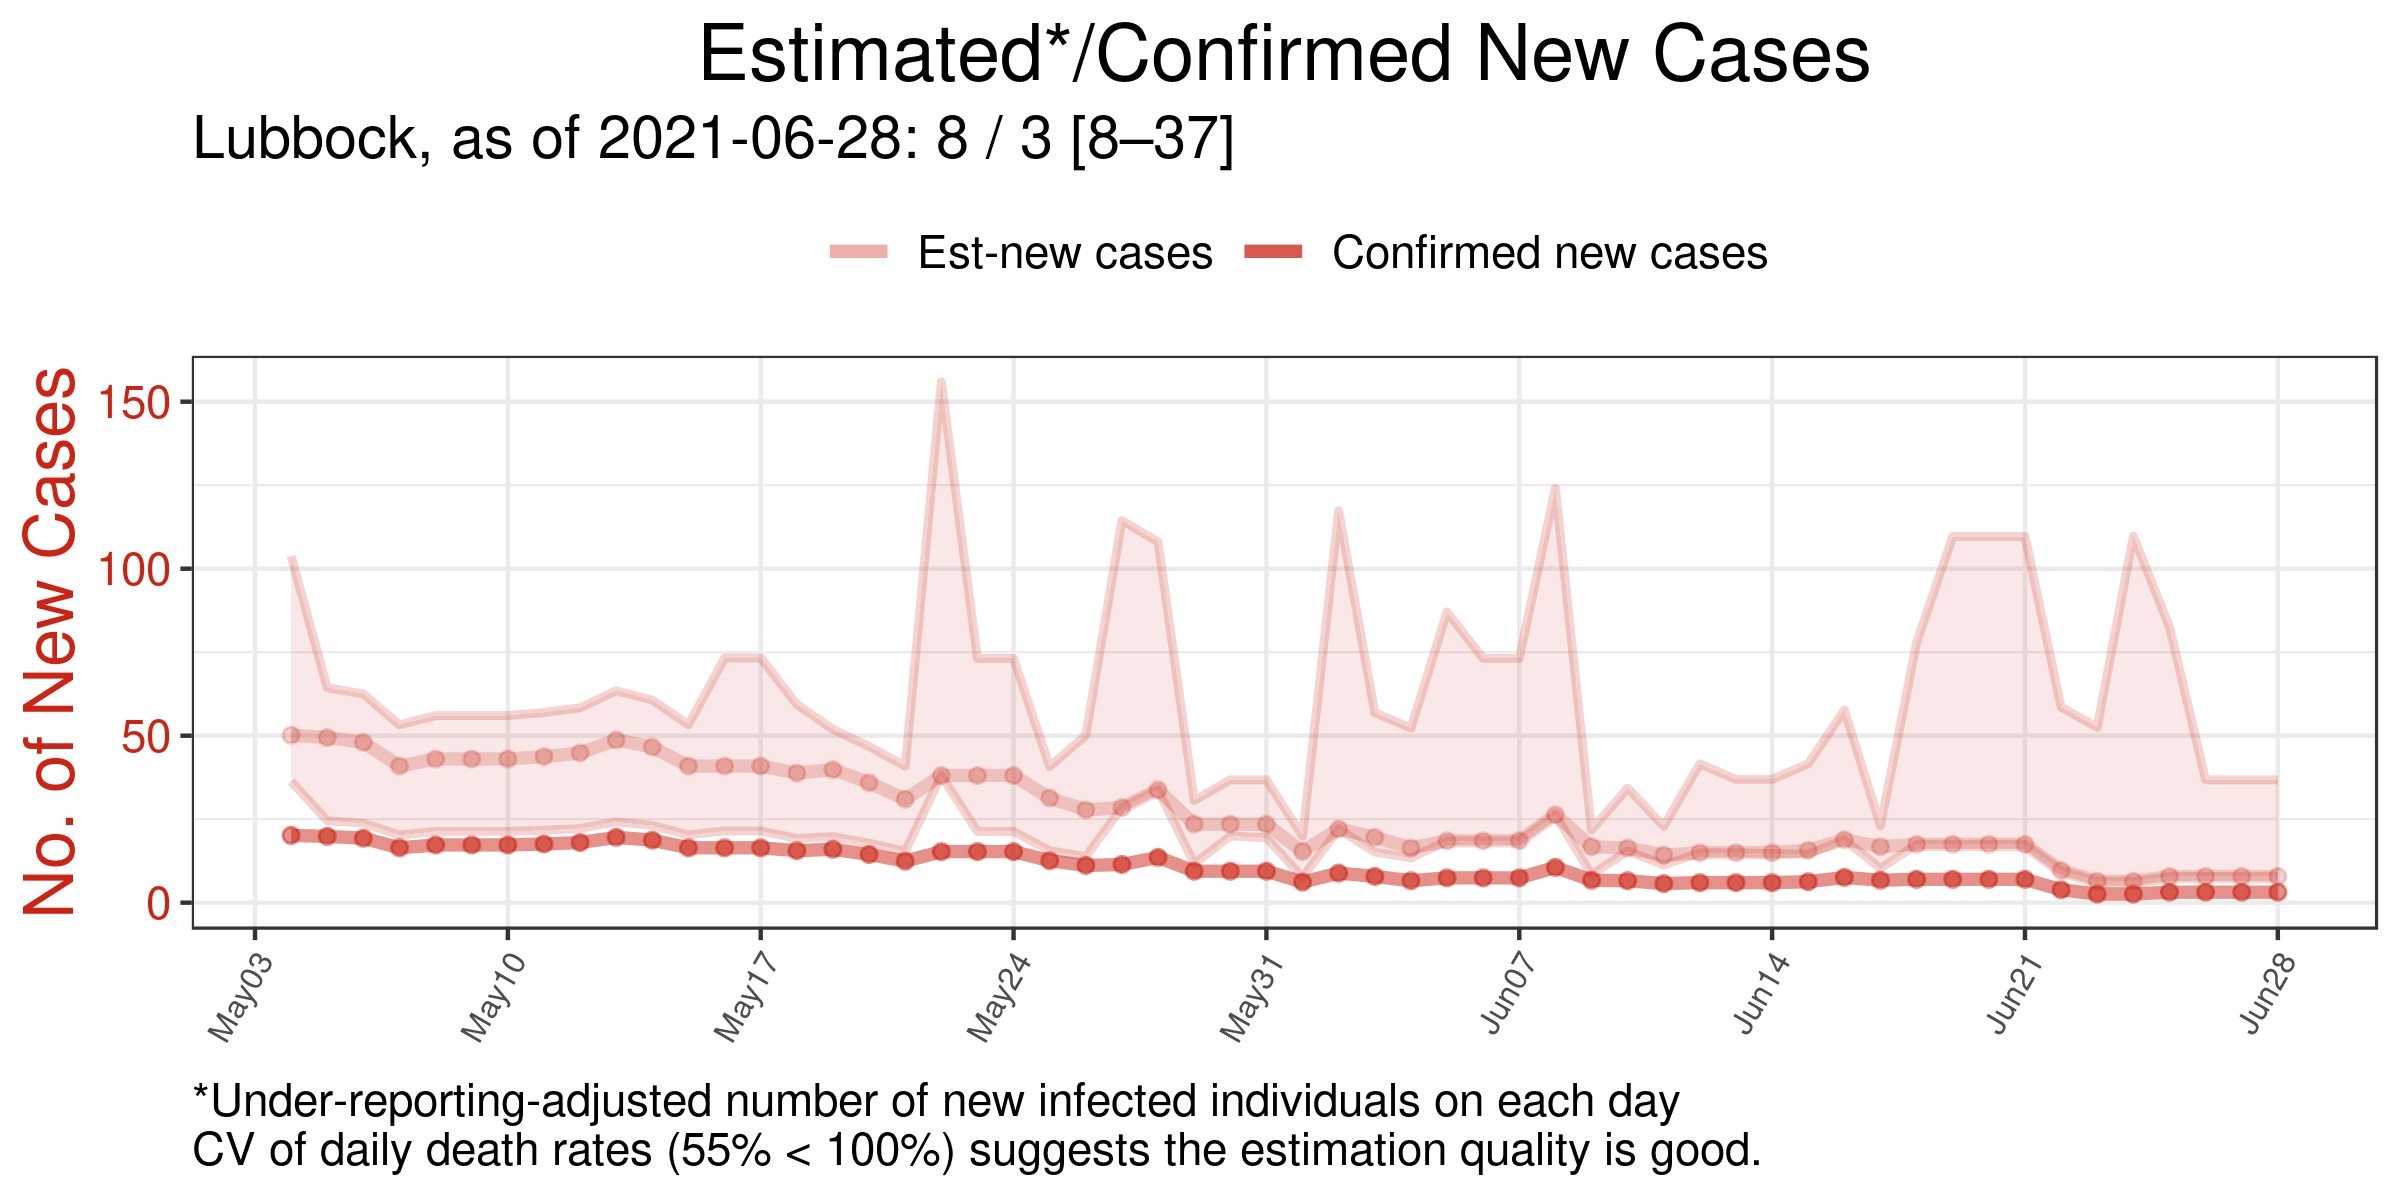 Estimated*/Confirmed New Cases
Lubbock, as of 2021-06-28: 8 / 3 [8–37]
Est-new cases
Confirmed new cases
No. of New Cases
150
100
50
0
May03
May10
May17
May24
May31
Jun07
Jun14
Jun21
Jun28
*Under-reporting-adjusted number of new infected individuals on each day
CV of daily death rates (55% < 100%) suggests the estimation quality is good.